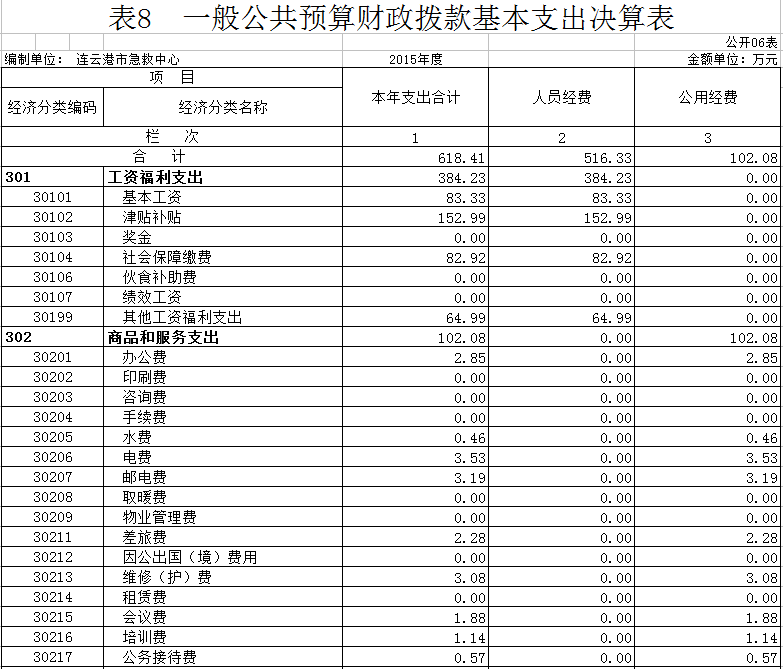 表8　一般公共预算财政拨款基本支出决算表
公开06表
编制单位： 连云港市急救中心 2015年度 金额单位：万元
项 目 本年支出合计 人员经费 公用经费
经济分类编码 经济分类名称
栏 次 1 2 3
合 计 618.41 516.33 102.08
301 工资福利支出 384.23 384.23 0.00
30101 基本工资 83.33 83.33 0.00
30102 津贴补贴 152.99 152.99 0.00
30103 奖金 0.00 0.00 0.00
30104 社会保障缴费 82.92 82.92 0.00
30106 伙食补助费 0.00 0.00 0.00
30107 绩效工资 0.00 0.00 0.00
30199 其他工资福利支出 64.99 64.99 0.00
302 商品和服务支出 102.08 0.00 102.08
30201 办公费 2.85 0.00 2.85
30202 印刷费 0.00 0.00 0.00
30203 咨询费 0.00 0.00 0.00
30204 手续费 0.00 0.00 0.00
30205 水费 0.46 0.00 0.46
30206 电费 3.53 0.00 3.53
30207 邮电费 3.19 0.00 3.19
30208 取暖费 0.00 0.00 0.00
30209 物业管理费 0.00 0.00 0.00
30211 差旅费 2.28 0.00 2.28
30212 因公出国（境）费用 0.00 0.00 0.00
30213 维修（护）费 3.08 0.00 3.08
30214 租赁费 0.00 0.00 0.00
30215 会议费 1.88 0.00 1.88
30216 培训费 1.14 0.00 1.14
30217 公务接待费 0.57 0.00 0.57